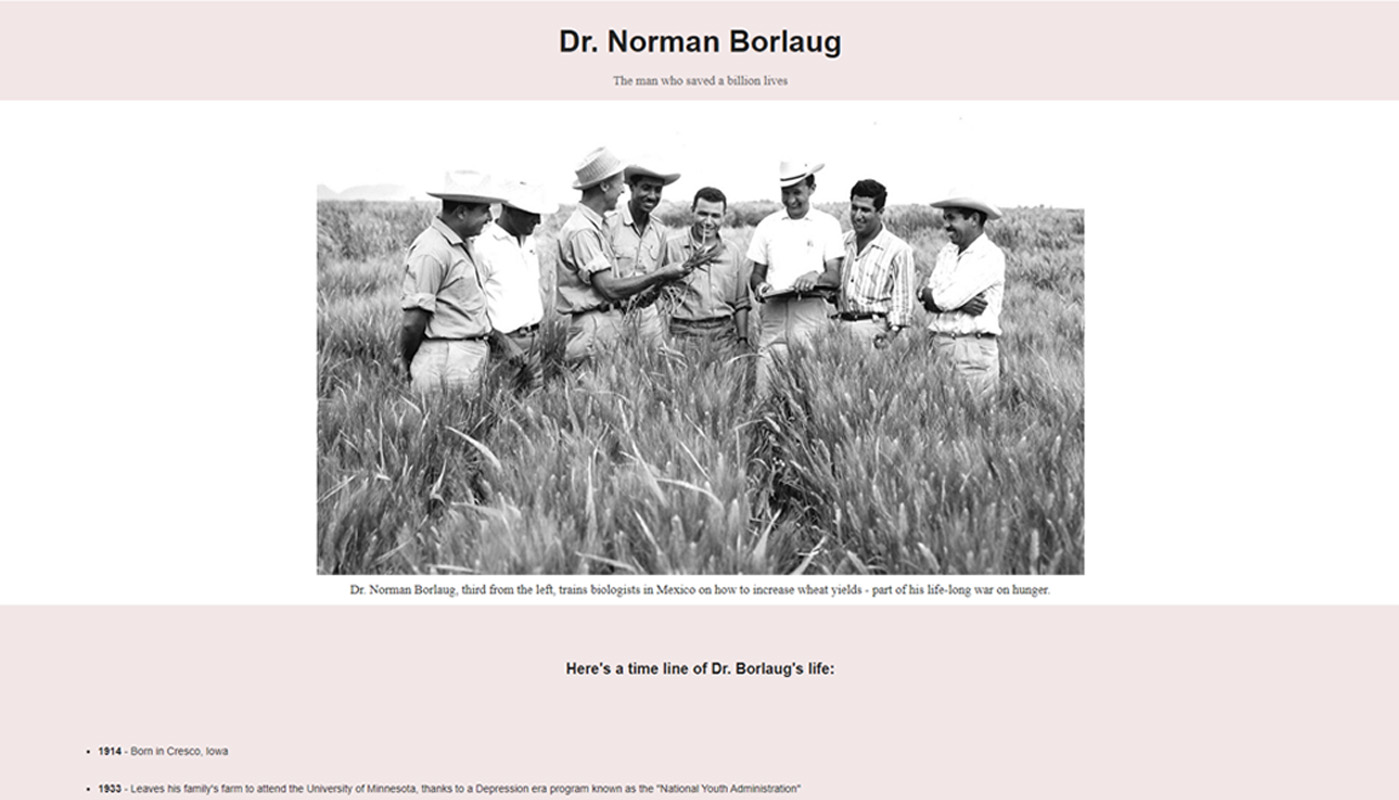 Dr. Norman Borlaug
The man who saved a billion lives
Dr. Norman Borlaug, third from the left, trains biologists in Mexico on how to increase wheat yields - part of his life-long war on hunger.
Here's a time line of Dr. Borlaug's life:
• 1914 - Born in Cresco, Iowa
• 1933 - Leaves his family's farm to attend the University of Minnesota, thanks to a Depression era program known as the "National Youth Administration"